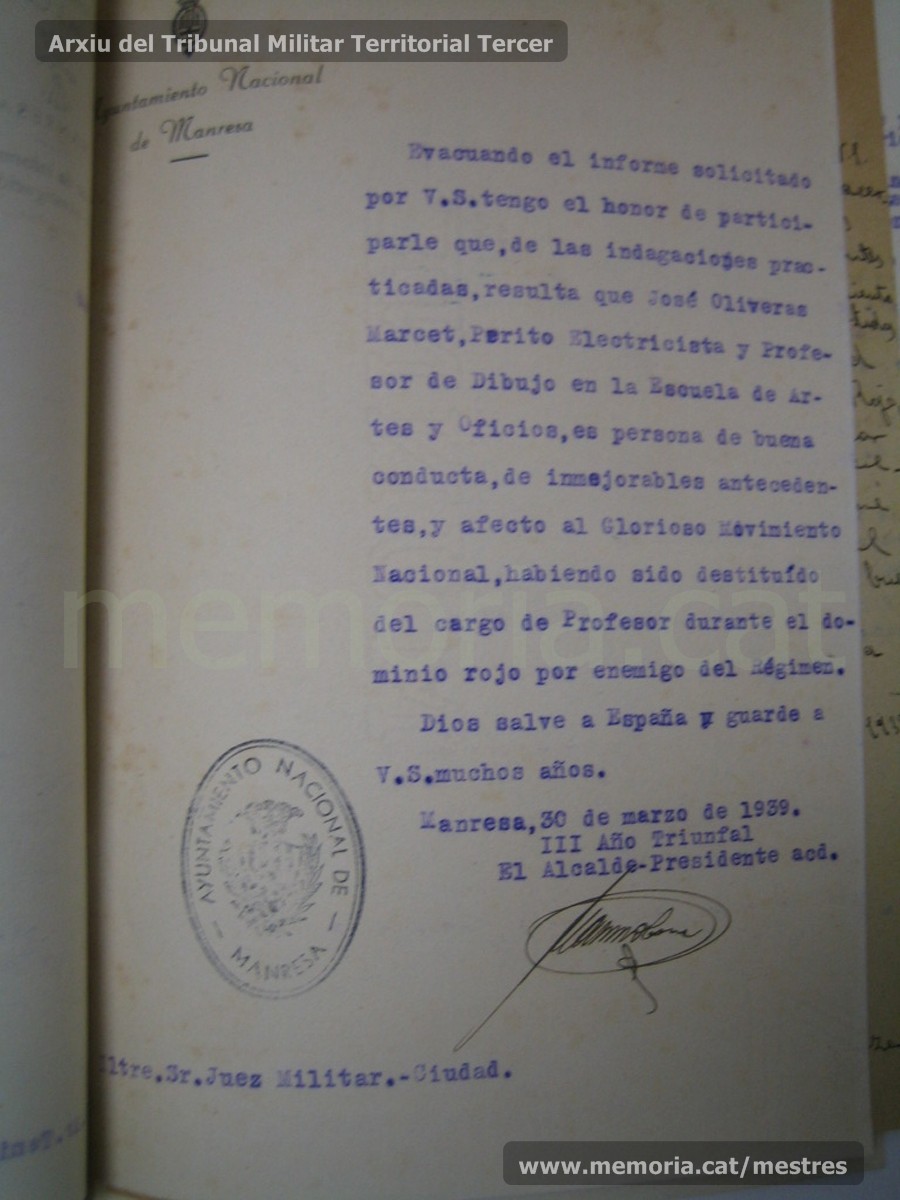 Arxiu del Tribunal Militar Territorial Tercer
Ayuntamiento Nacional
de Manresa
Evacuando el informe solicitado
por V.S.tengo el honor de partici-
parle que,de las indagaciones prac-
ticadas,resulta que José Oliveras
Marcet,Perito Electricista y Profe-
sor de Dibujo en la Escuela de Ar-
tes y Oficios,es persona de buena
conducta,de inmejorables anteceden-
tes,y afecto al Glorioso Movimiento
Nacional,habiendo sido destituído
del cargo de Profesor durante el do-
minio rojo por enemigo del Régimen.
Dios salve a España y guarde a
V.S.muchos años.
Manresa,30 de marzo de 1939.
III Año Triunfal
El Alcalde-Presidente acd.
AYUNTAMIENTO NACIONAL DE
- MANRESA -
Iltre.Sr.Juez Militar.-Ciudad.
memoria.cat
www.memoria.cat/mestres